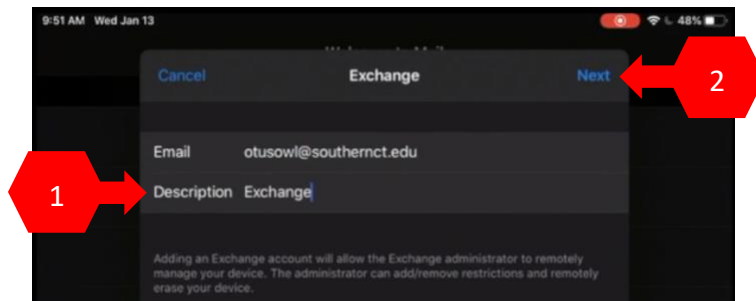 9:51 AM Wed Jan 13
48%
Cancel Exchange Next
2
Email otusowl@southernct.edu
1
Description Exchange
Adding an Exchange account will allow the Exchange administrator to remotely
manage your device. The administrator can add/remove restrictions and remotely
erase your device.